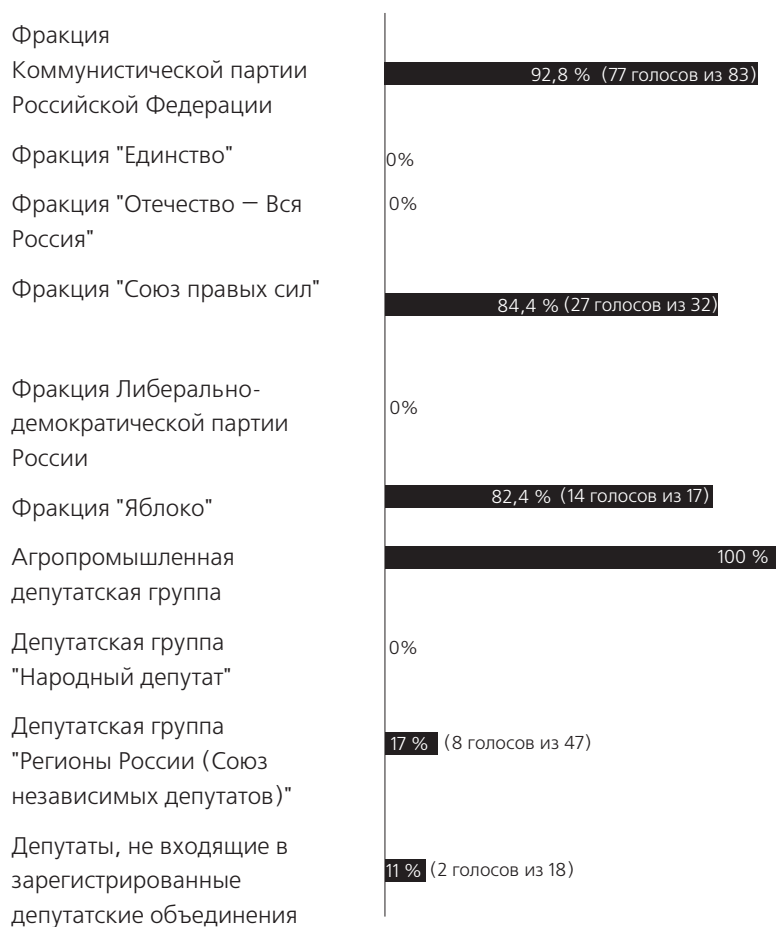 Фракция
Коммунистической партии
Российской Федерации
92,8 % (77 голосов из 83)
Фракция "Единство"
0%
Фракция "Отечество — Вся
Россия"
0%
Фракция "Союз правых сил"
84,4 % (27 голосов из 32)
Фракция Либерально-
демократической партии
России
0%
Фракция "Яблоко"
82,4 % (14 голосов из 17)
Агропромышленная
депутатская группа
100 %
Депутатская группа
"Народный депутат"
0%
Депутатская группа
"Регионы России (Союз
независимых депутатов)"
17 % (8 голосов из 47)
Депутаты, не входящие в
зарегистрированные
депутатские объединения
11 % (2 голосов из 18)